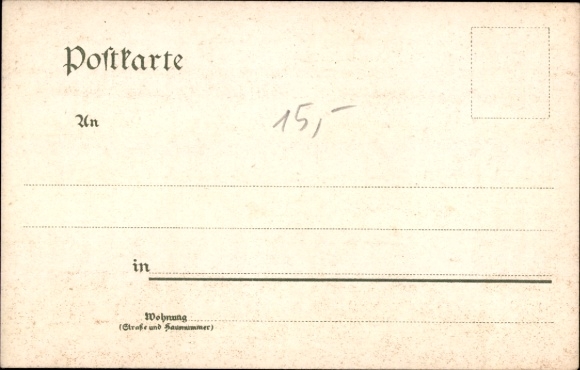 Postkarte
An
15,-
in
Wohnung
(Straße und Hausnummer)